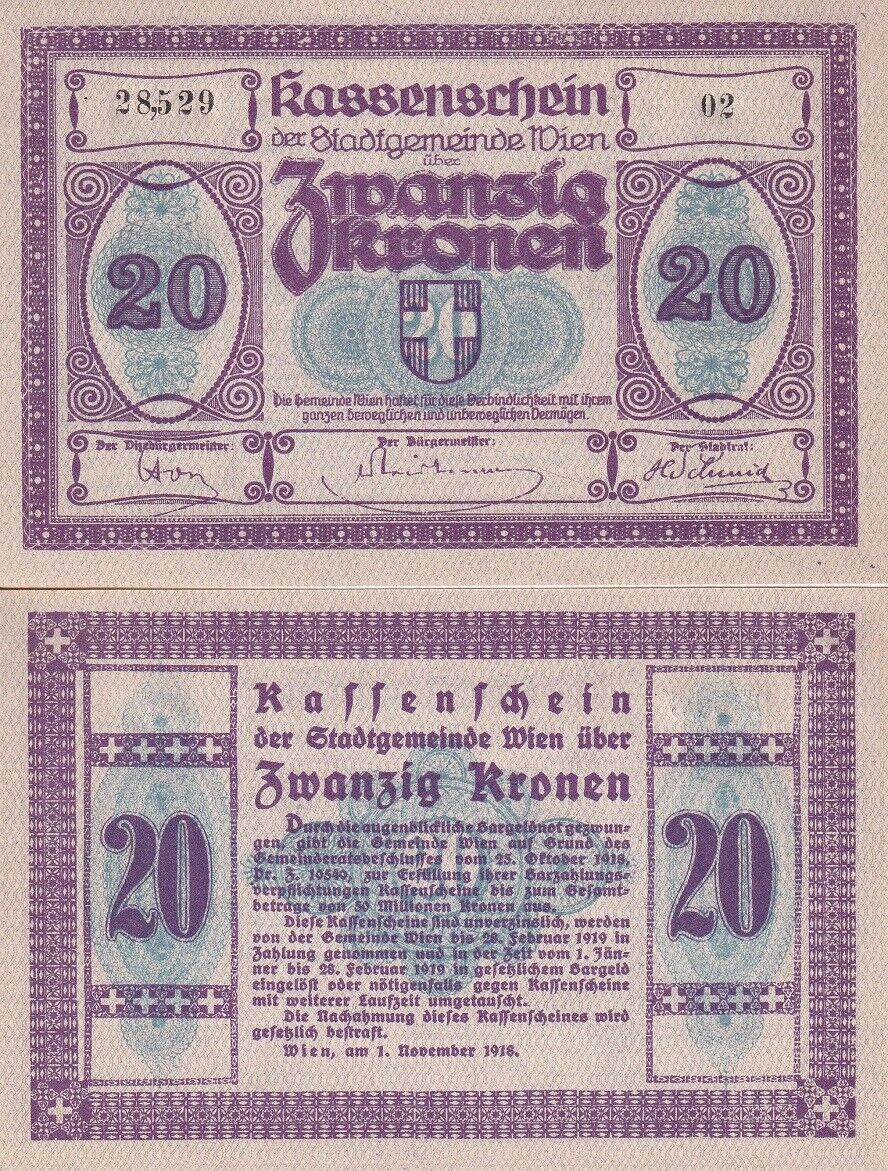 28,529
02
Kassenschein
der Stadtgemeinde Wien
über
Zwanzig
Kronen
20
20
20
Die Gemeinde Wien haftet für diese Verbindlichkeit mit ihrem
ganzen beweglichen und unbeweglichen Vermögen.
Der Vizebürgermeister:
Der Bürgermeister:
Der Stadtrat:
Kaſſenſchein
der Stadtgemeinde Wien über
Zwanzig Kronen
20
20
Durch die augenblickliche Bargeldnot gezwun-
gen, gibt die Gemeinde Wien auf Grund des
Gemeinderatsbeſchluſſes vom 23. Oktober 1918,
Pr. Z. 10540, zur Erfüllung ihrer Barzahlungs-
verpflichtungen Kaſſenſcheine bis zum Geſamt-
betrage von 50 Millionen Kronen aus.
Dieſe Kaſſenſcheine ſind unverzinslich, werden
von der Gemeinde Wien bis 28. Februar 1919 in
Zahlung genommen und in der Zeit vom 1. Jän-
ner bis 28. Februar 1919 in geſetzlichem Bargeld
eingelöſt oder nötigenfalls gegen Kaſſenſcheine
mit weiterer Laufzeit umgetauſcht.
Die Nachahmung dieſes Kaſſenſcheines wird
geſetzlich beſtraft.
Wien, am 1. November 1918.